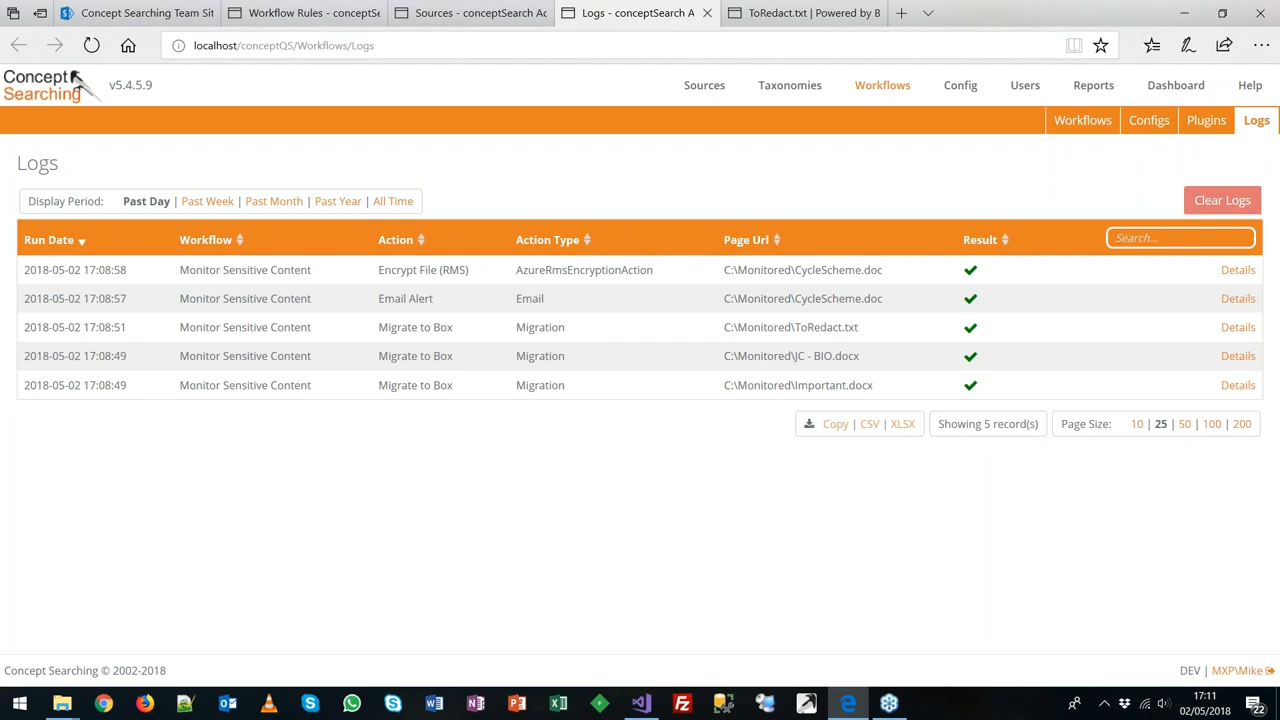 Concept Searching Team Sit
Workflow Rules - conceptSe
Sources - conceptSearch Ac
Logs - conceptSearch A
ToRedact.txt | Powered by B
localhost/conceptQS/Workflows/Logs
Concept Searching
v5.4.5.9
Sources Taxonomies Workflows Config Users Reports Dashboard Help
Workflows Configs Plugins Logs
Logs
Display Period: Past Day | Past Week | Past Month | Past Year | All Time
Clear Logs
Run Date Workflow Action Action Type Page Url Result Search...
2018-05-02 17:08:58 Monitor Sensitive Content Encrypt File (RMS) AzureRmsEncryptionAction C:\Monitored\CycleScheme.doc Details
2018-05-02 17:08:57 Monitor Sensitive Content Email Alert Email C:\Monitored\CycleScheme.doc Details
2018-05-02 17:08:51 Monitor Sensitive Content Migrate to Box Migration C:\Monitored\ToRedact.txt Details
2018-05-02 17:08:49 Monitor Sensitive Content Migrate to Box Migration C:\Monitored\JC - BIO.docx Details
2018-05-02 17:08:49 Monitor Sensitive Content Migrate to Box Migration C:\Monitored\Important.docx Details
Copy | CSV | XLSX Showing 5 record(s) Page Size: 10 | 25 | 50 | 100 | 200
Concept Searching © 2002-2018
DEV | MXP\Mike
17:11
02/05/2018
22